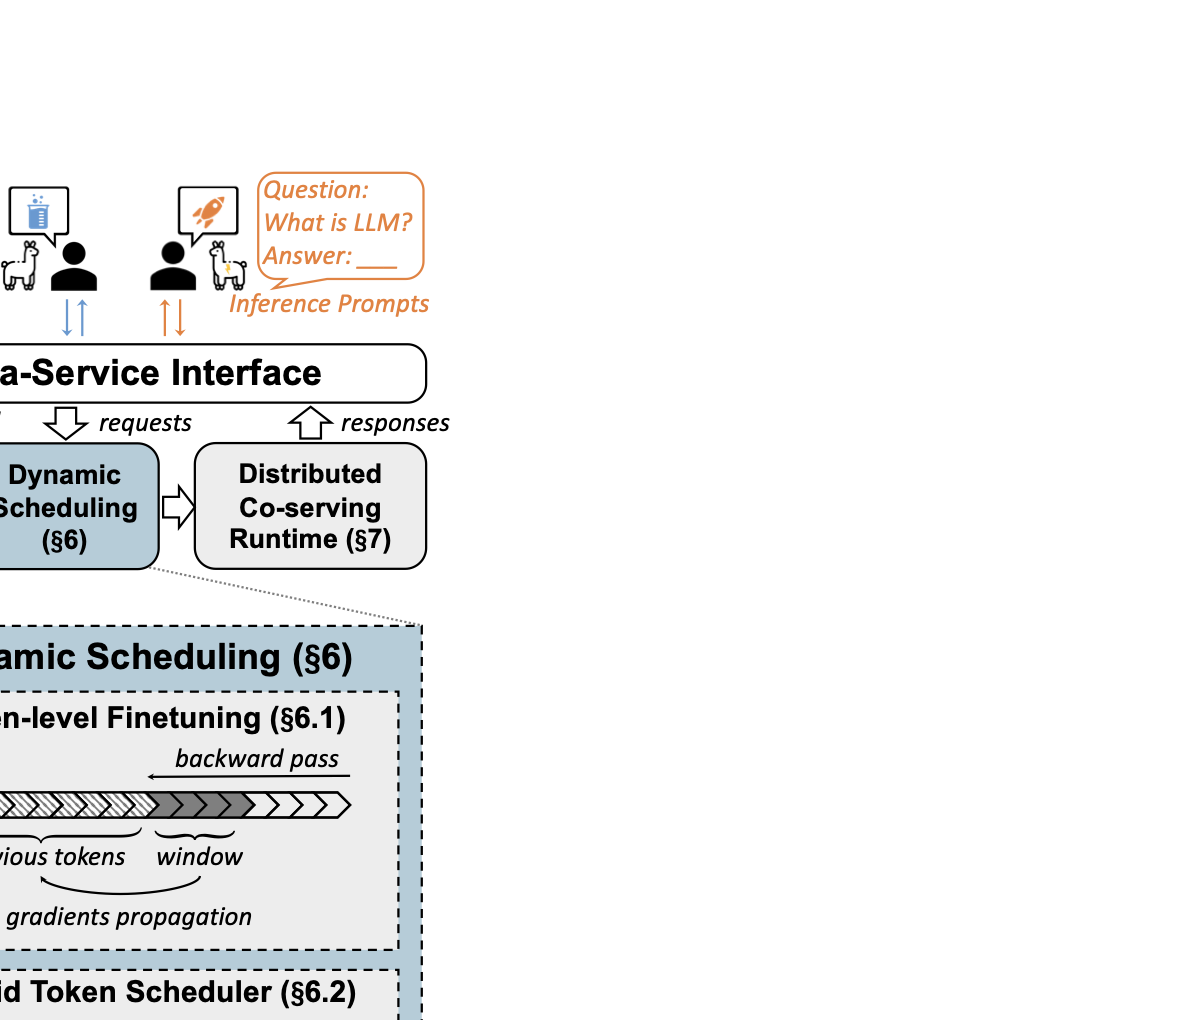 Question:
What is LLM?
Answer: ___
Inference Prompts
a-Service Interface
requests
responses
Dynamic
Scheduling
(§6)
Distributed
Co-serving
Runtime (§7)
amic Scheduling (§6)
en-level Finetuning (§6.1)
backward pass
vious tokens
window
gradients propagation
id Token Scheduler (§6.2)